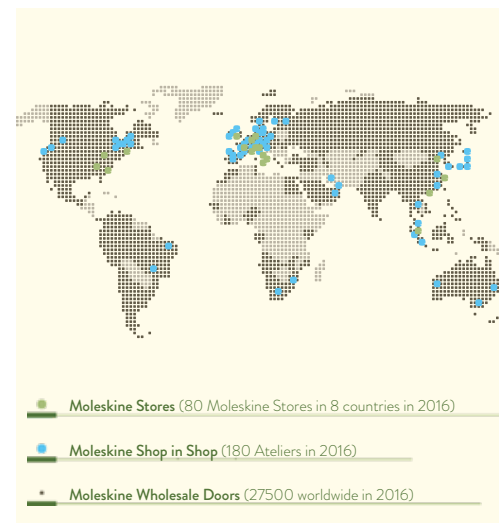 Moleskine Stores (80 Moleskine Stores in 8 countries in 2016)
Moleskine Shop in Shop (180 Ateliers in 2016)
Moleskine Wholesale Doors (27500 worldwide in 2016)